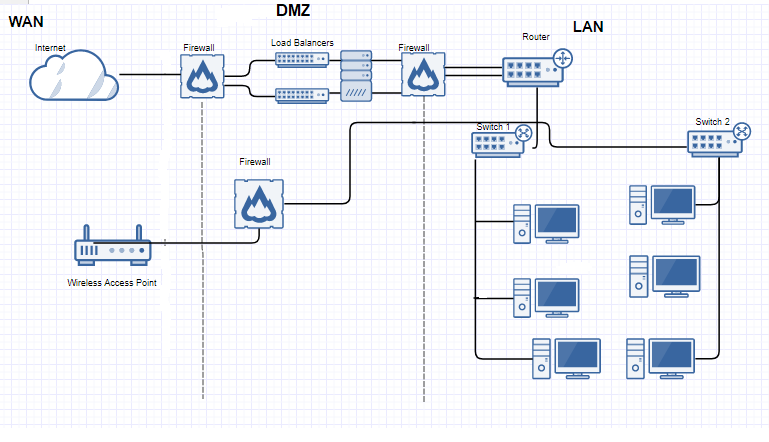 WAN
DMZ
LAN
Internet
Firewall
Load Balancers
Firewall
Router
Switch 1
Switch 2
Firewall
Wireless Access Point